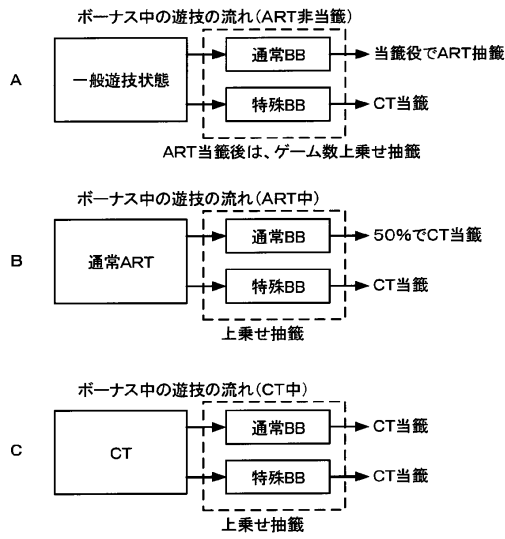 ボーナス中の遊技の流れ(ART非当籤)
A
一般遊技状態
通常BB
当籤役でART抽籤
特殊BB
CT当籤
ART当籤後は、ゲーム数上乗せ抽籤
ボーナス中の遊技の流れ(ART中)
B
通常ART
通常BB
50%でCT当籤
特殊BB
CT当籤
上乗せ抽籤
ボーナス中の遊技の流れ(CT中)
C
CT
通常BB
CT当籤
特殊BB
CT当籤
上乗せ抽籤